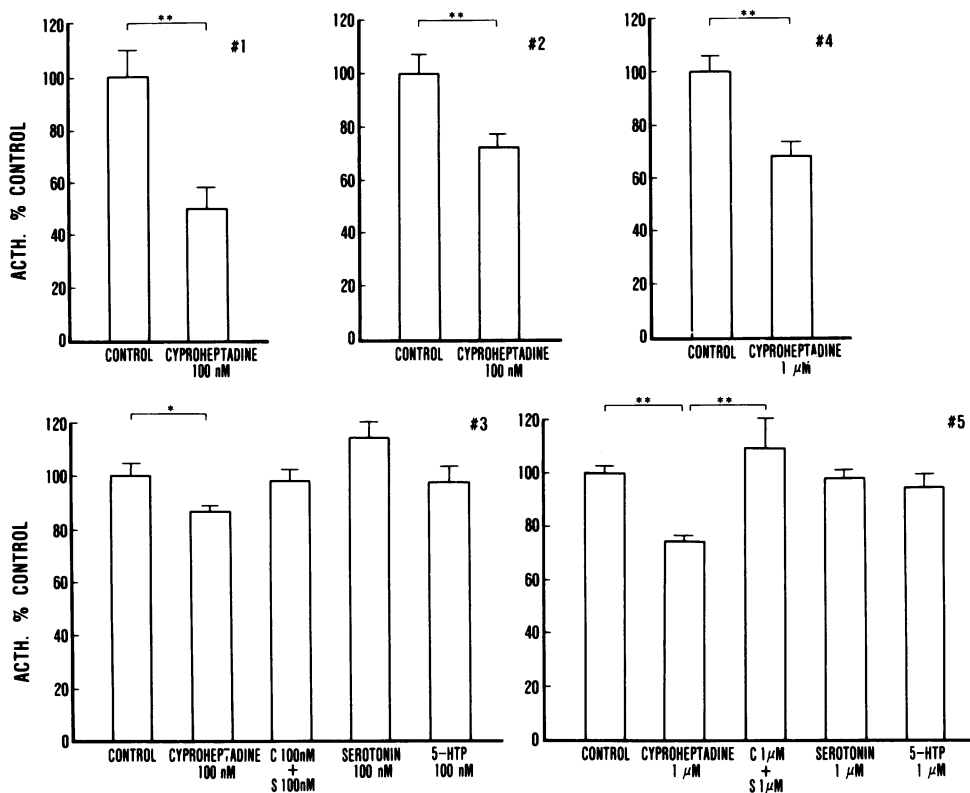 ACTH. % CONTROL
120
100
80
60
40
20
0
**
#1
CONTROL
CYPROHEPTADINE
100 nM
120
100
80
60
40
20
0
**
#2
CONTROL
CYPROHEPTADINE
100 nM
120
100
80
60
40
20
0
**
#4
CONTROL
CYPROHEPTADINE
1 μM
ACTH. % CONTROL
120
100
80
60
40
20
0
*
#3
CONTROL
CYPROHEPTADINE
100 nM
C 100nM
+
S 100nM
SEROTONIN
100 nM
5-HTP
100 nM
120
100
80
60
40
20
0
**
**
#5
CONTROL
CYPROHEPTADINE
1 μM
C 1μM
+
S 1μM
SEROTONIN
1 μM
5-HTP
1 μM